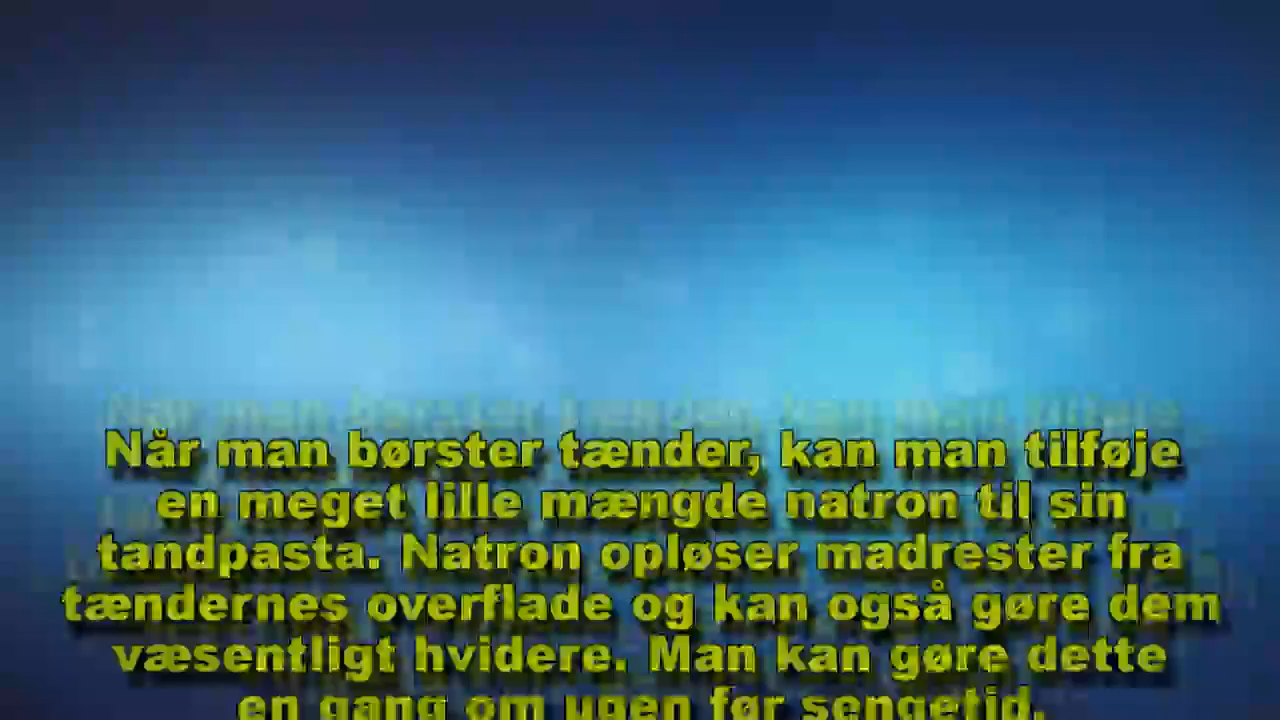 Når man børster tænder, kan man tilføje
en meget lille mængde natron til sin
tandpasta. Natron opløser madrester fra
tændernes overflade og kan også gøre dem
væsentligt hvidere. Man kan gøre dette
en gang om ugen før sengetid.